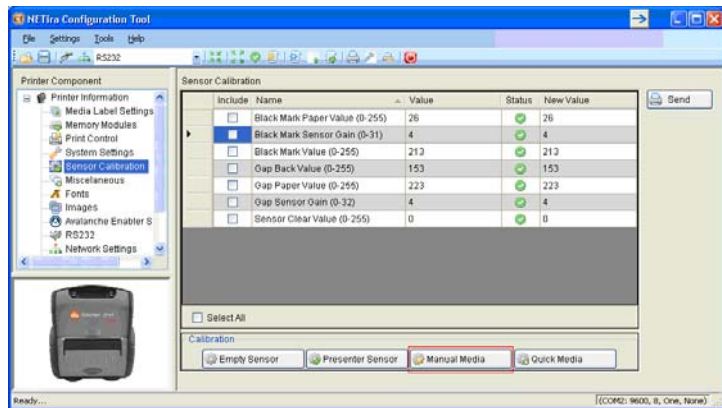 NETira Configuration Tool
File Settings Tools Help
RS232
Printer Component
Printer Information
Media Label Settings
Memory Modules
Print Control
System Settings
Sensor Calibration
Miscellaneous
Fonts
Images
Avalanche Enabler S
RS232
Network Settings
Sensor Calibration
Include Name Value Status New Value
Black Mark Paper Value (0-255) 26 26
Black Mark Sensor Gain (0-31) 4 4
Black Mark Value (0-255) 213 213
Gap Back Value (0-255) 153 153
Gap Paper Value (0-255) 223 223
Gap Sensor Gain (0-32) 4 4
Sensor Clear Value (0-255) 0 0
Send
Select All
Calibration
Empty Sensor Presenter Sensor Manual Media Quick Media
Ready...
(COM2: 9600, 8, One, None)